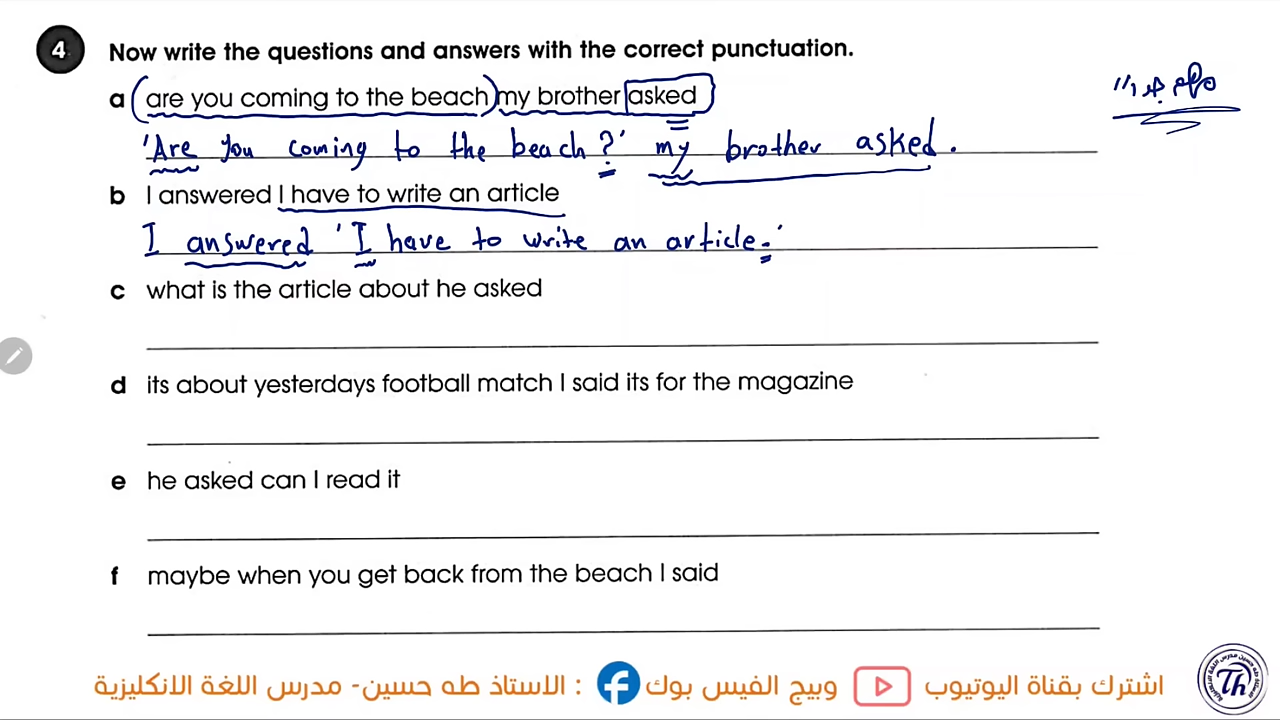 4 Now write the questions and answers with the correct punctuation.
a (are you coming to the beach) my brother asked
'Are you coming to the beach?' my brother asked.
b I answered I have to write an article
I answered 'I have to write an article.'
c what is the article about he asked
d its about yesterdays football match I said its for the magazine
e he asked can I read it
f maybe when you get back from the beach I said
اشترك بقناة اليوتيوب وبيج الفيس بوك : الاستاذ طه حسين- مدرس اللغة الانكليزية
Th